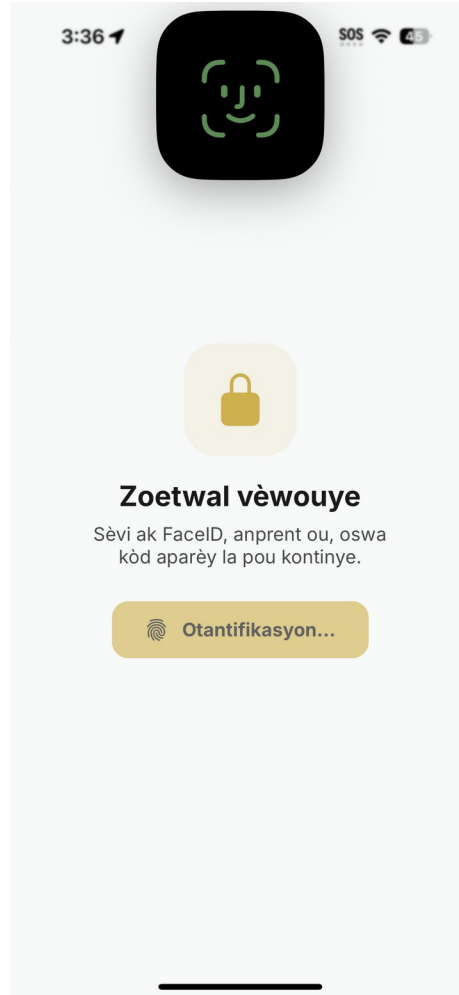 3:36
SOS
45
Zoetwal vèwouye
Sèvi ak FaceID, anprent ou, oswa
kòd aparèy la pou kontinye.
Otantifikasyon...